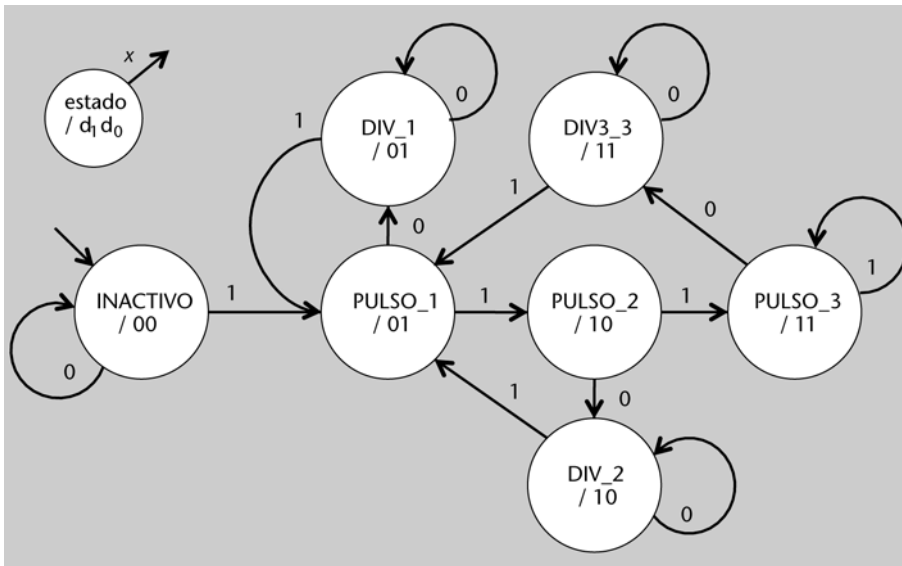 x
estado
/ d1 d0
DIV_1
/ 01
0
1
DIV3_3
/ 11
0
1
0
0
INACTIVO
/ 00
0
1
PULSO_1
/ 01
1
PULSO_2
/ 10
1
PULSO_3
/ 11
1
1
0
DIV_2
/ 10
0